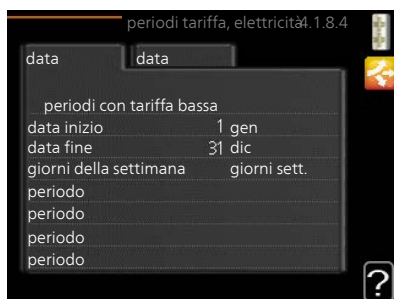 periodi tariffa, elettricità4.1.8.4
data data
periodi con tariffa bassa
data inizio 1 gen
data fine 31 dic
giorni della settimana giorni sett.
periodo
periodo
periodo
periodo
?